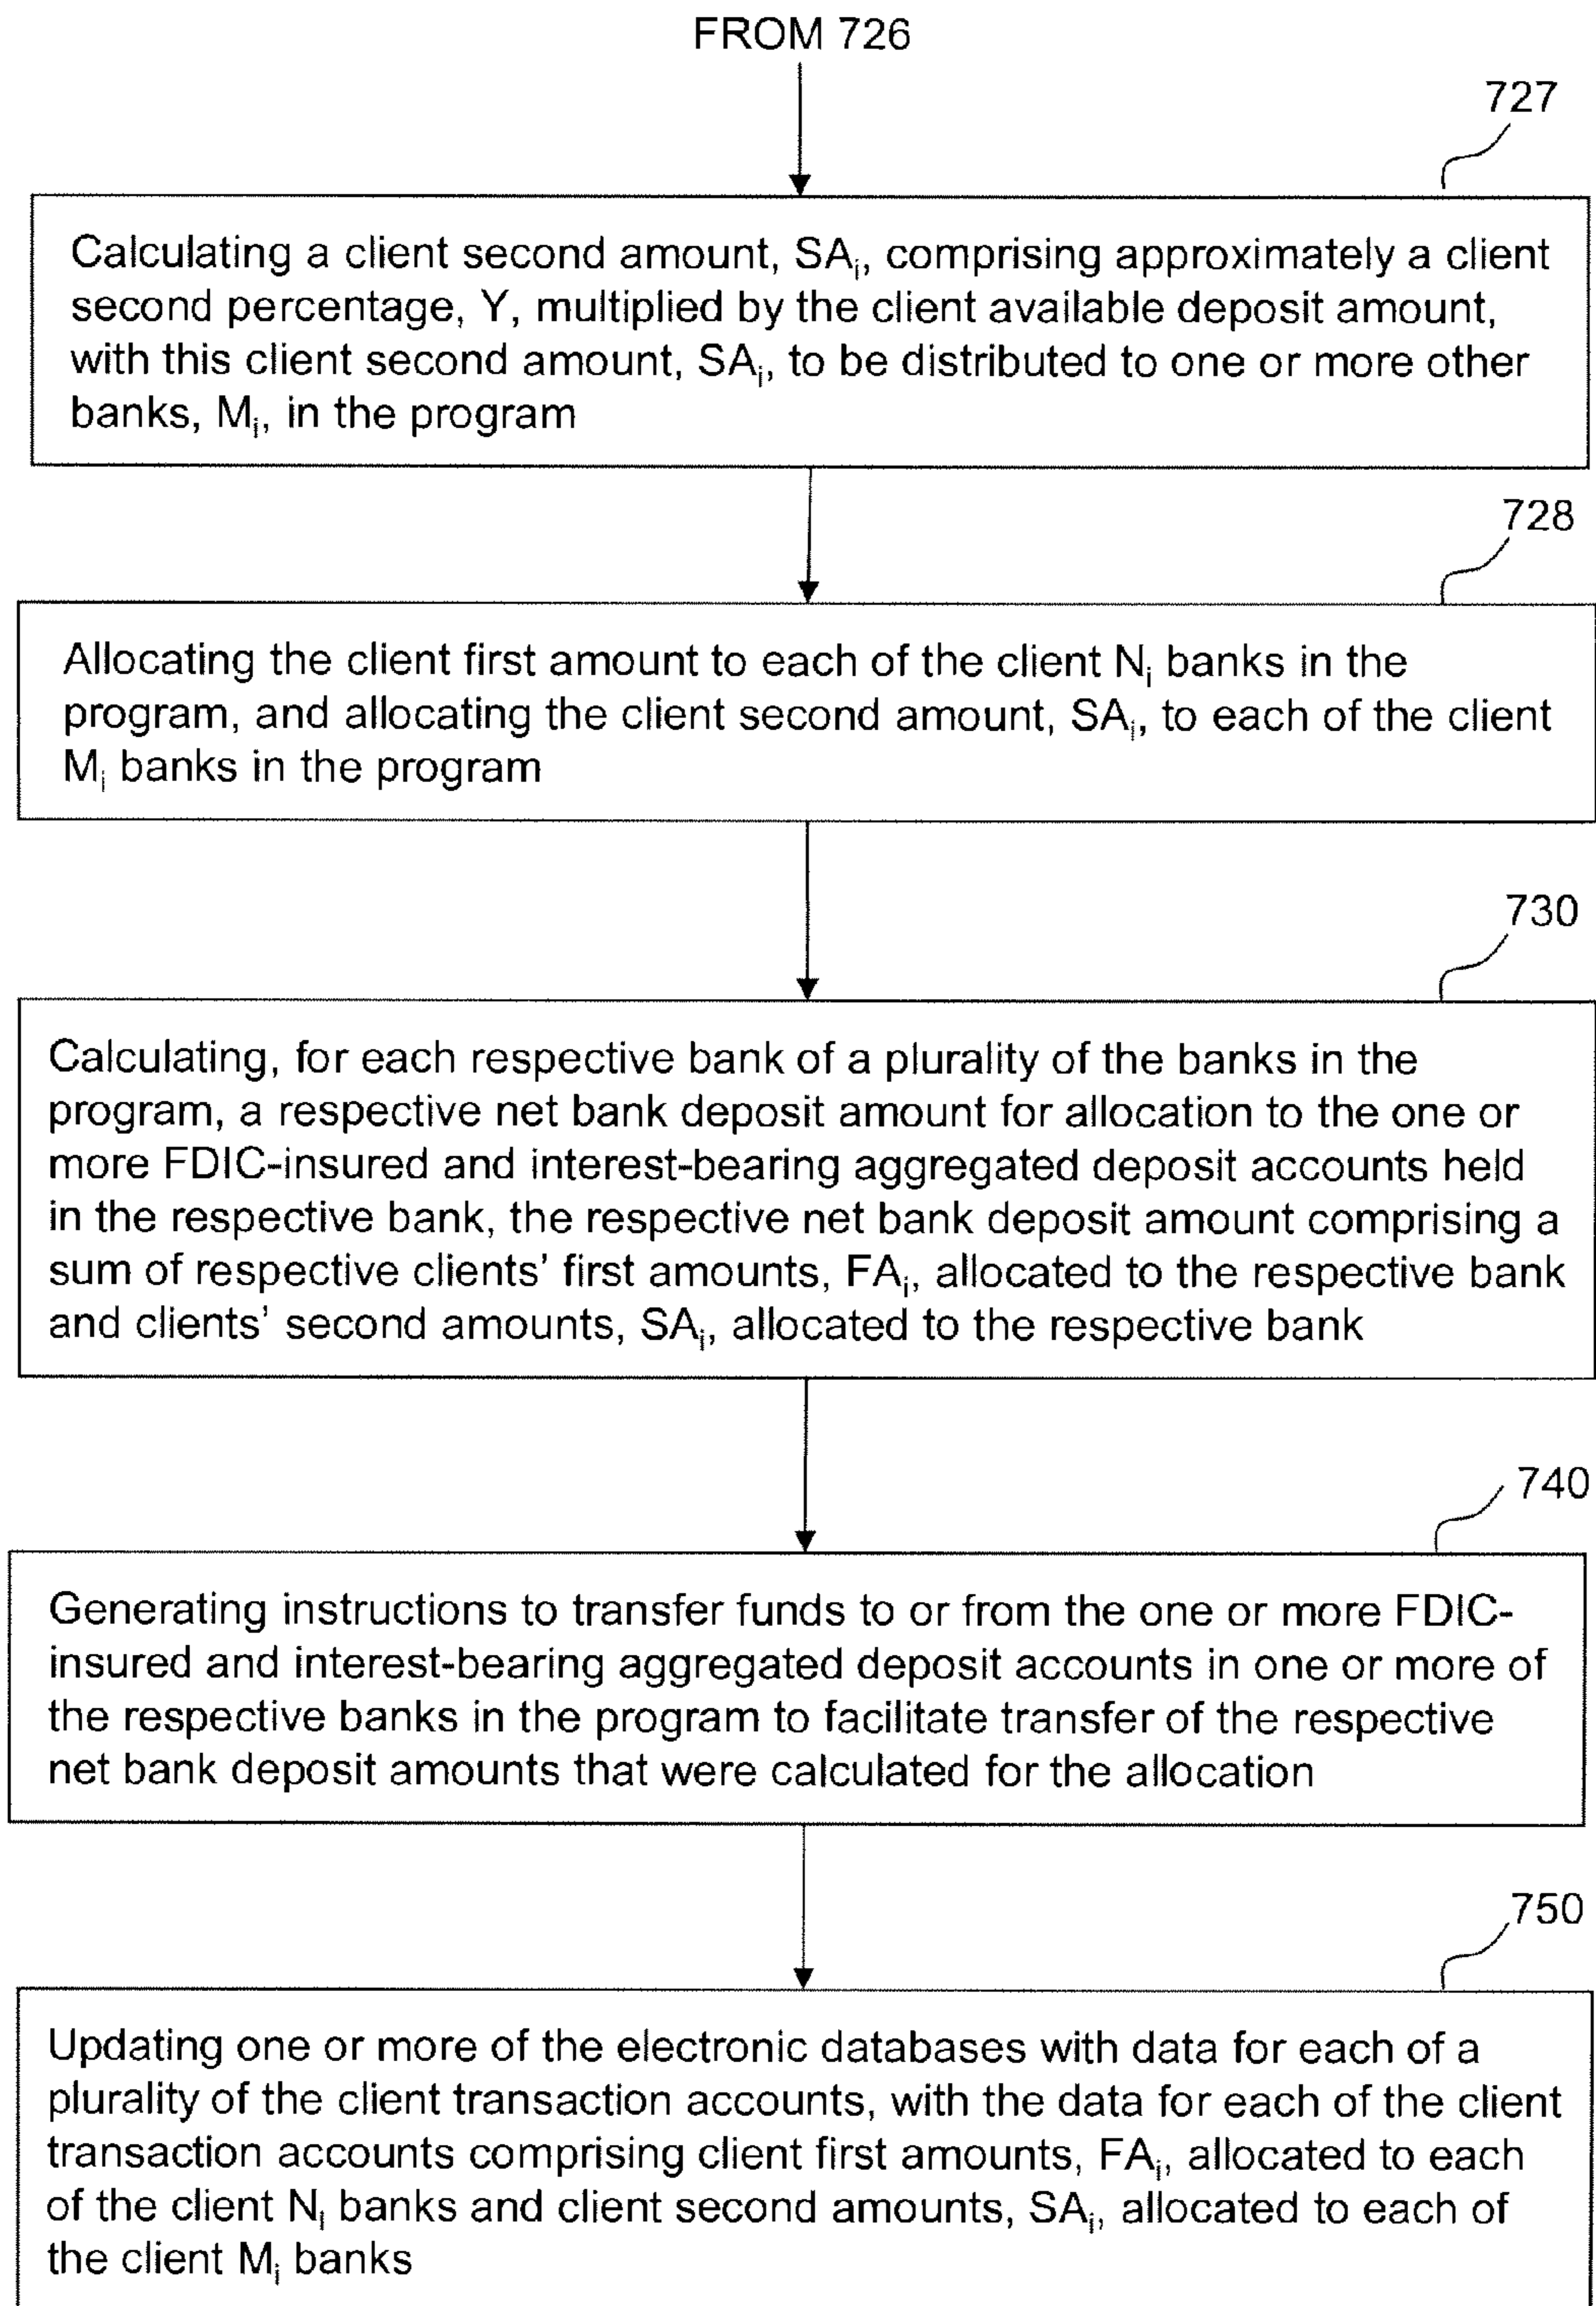 FROM 726
727
Calculating a client second amount, SAᵢ, comprising approximately a client
second percentage, Y, multiplied by the client available deposit amount,
with this client second amount, SAᵢ, to be distributed to one or more other
banks, Mᵢ, in the program
728
Allocating the client first amount to each of the client Nᵢ banks in the
program, and allocating the client second amount, SAᵢ, to each of the client
Mᵢ banks in the program
730
Calculating, for each respective bank of a plurality of the banks in the
program, a respective net bank deposit amount for allocation to the one or
more FDIC-insured and interest-bearing aggregated deposit accounts held
in the respective bank, the respective net bank deposit amount comprising a
sum of respective clients' first amounts, FAᵢ, allocated to the respective bank
and clients' second amounts, SAᵢ, allocated to the respective bank
740
Generating instructions to transfer funds to or from the one or more FDIC-
insured and interest-bearing aggregated deposit accounts in one or more of
the respective banks in the program to facilitate transfer of the respective
net bank deposit amounts that were calculated for the allocation
750
Updating one or more of the electronic databases with data for each of a
plurality of the client transaction accounts, with the data for each of the client
transaction accounts comprising client first amounts, FAᵢ, allocated to each
of the client Nᵢ banks and client second amounts, SAᵢ, allocated to each of
the client Mᵢ banks